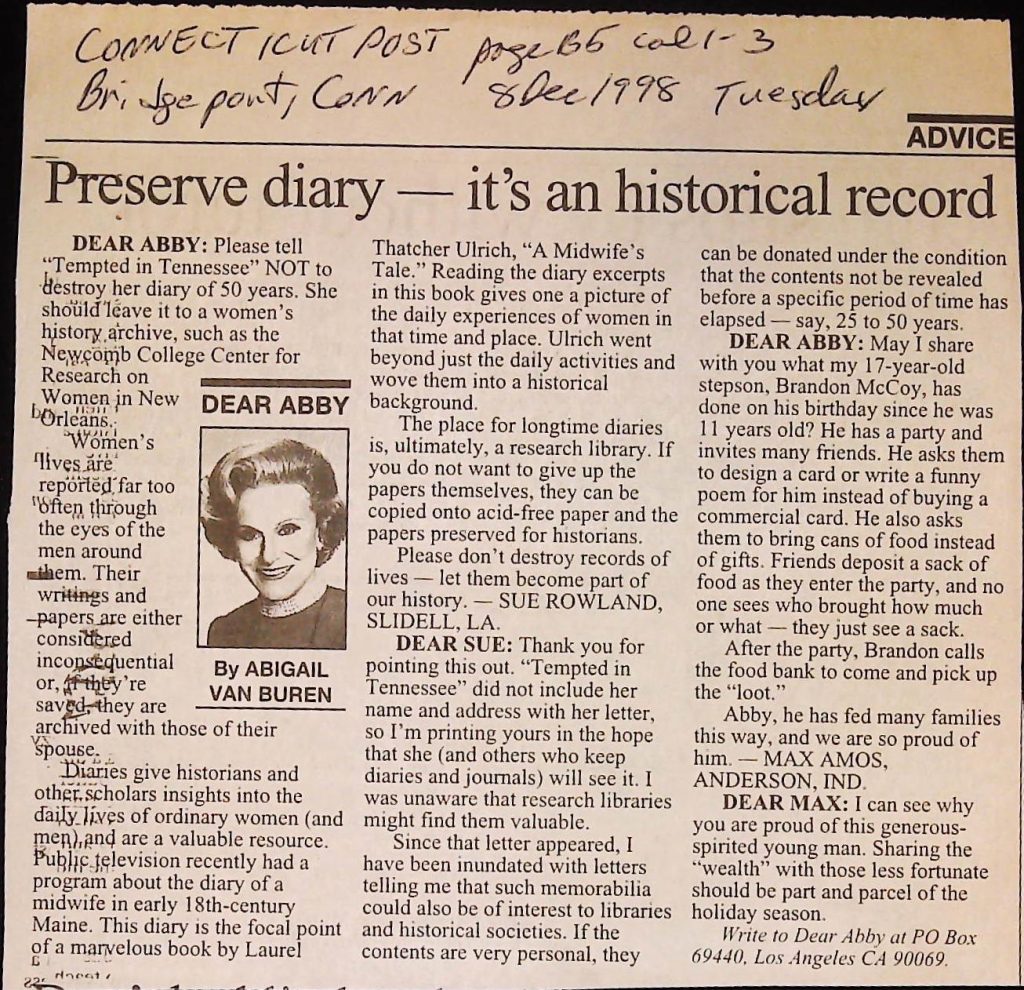 CONNECTICUT POST page B5 col 1-3
Bridgeport, CONN 8 Dec 1998 Tuesday
ADVICE
Preserve diary — it's an historical record
DEAR ABBY: Please tell
“Tempted in Tennessee” NOT to
destroy her diary of 50 years. She
should leave it to a women's
history archive, such as the
Newcomb College Center for
Research on
Women in New
Orleans.
Women's
lives are
reported far too
often through
the eyes of the
men around
them. Their
writings and
papers are either
considered
inconsequential
or, if they're
saved, they are
archived with those of their
spouse.
Diaries give historians and
other scholars insights into the
daily lives of ordinary women (and
men) and are a valuable resource.
Public television recently had a
program about the diary of a
midwife in early 18th-century
Maine. This diary is the focal point
of a marvelous book by Laurel
DEAR ABBY
By ABIGAIL
VAN BUREN
Thatcher Ulrich, “A Midwife's
Tale.” Reading the diary excerpts
in this book gives one a picture of
the daily experiences of women in
that time and place. Ulrich went
beyond just the daily activities and
wove them into a historical
background.
The place for longtime diaries
is, ultimately, a research library. If
you do not want to give up the
papers themselves, they can be
copied onto acid-free paper and the
papers preserved for historians.
Please don't destroy records of
lives — let them become part of
our history. — SUE ROWLAND,
SLIDELL, LA.
DEAR SUE: Thank you for
pointing this out. “Tempted in
Tennessee” did not include her
name and address with her letter,
so I'm printing yours in the hope
that she (and others who keep
diaries and journals) will see it. I
was unaware that research libraries
might find them valuable.
Since that letter appeared, I
have been inundated with letters
telling me that such memorabilia
could also be of interest to libraries
and historical societies. If the
contents are very personal, they
can be donated under the condition
that the contents not be revealed
before a specific period of time has
elapsed — say, 25 to 50 years.
DEAR ABBY: May I share
with you what my 17-year-old
stepson, Brandon McCoy, has
done on his birthday since he was
11 years old? He has a party and
invites many friends. He asks them
to design a card or write a funny
poem for him instead of buying a
commercial card. He also asks
them to bring cans of food instead
of gifts. Friends deposit a sack of
food as they enter the party, and no
one sees who brought how much
or what — they just see a sack.
After the party, Brandon calls
the food bank to come and pick up
the “loot.”
Abby, he has fed many families
this way, and we are so proud of
him. — MAX AMOS,
ANDERSON, IND.
DEAR MAX: I can see why
you are proud of this generous-
spirited young man. Sharing the
“wealth” with those less fortunate
should be part and parcel of the
holiday season.
Write to Dear Abby at PO Box
69440, Los Angeles CA 90069.